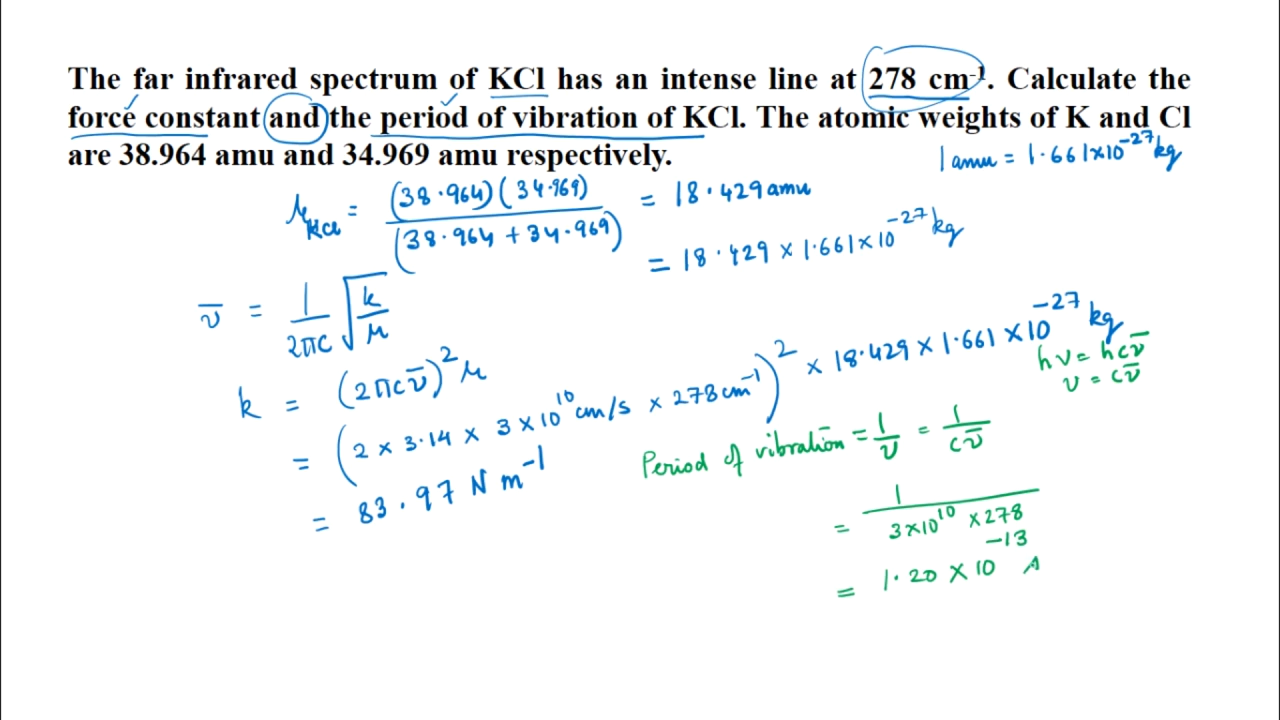 The far infrared spectrum of KCl has an intense line at 278 cm⁻¹. Calculate the
force constant and the period of vibration of KCl. The atomic weights of K and Cl
are 38.964 amu and 34.969 amu respectively.
1 amu = 1.661×10⁻²⁷ kg
μ_KCl = (38.964)(34.969) / (38.964 + 34.969) = 18.429 amu
= 18.429 × 1.661×10⁻²⁷ kg
ν̄ = 1/2πc √k/μ
k = (2πcν̄)² μ
= (2 × 3.14 × 3×10¹⁰ cm/s × 278 cm⁻¹)² × 18.429 × 1.661 × 10⁻²⁷ kg
= 83.97 N m⁻¹
hν = hcν̄
ν = cν̄
Period of vibration = 1/ν = 1/cν̄
= 1 / 3×10¹⁰ × 278
= 1.20 × 10⁻¹³ s